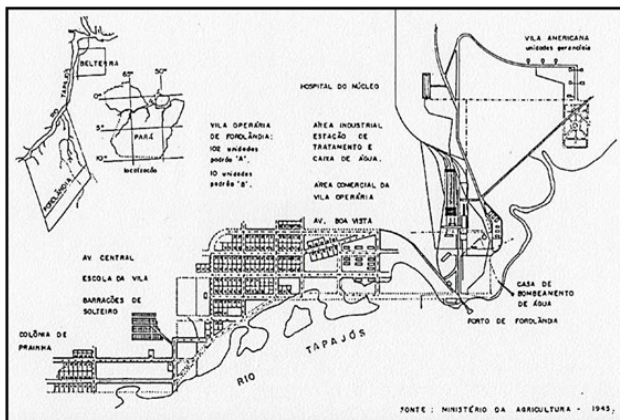 BELTERRA
RIO TAPAJÓS
FORDLÂNDIA
65°
50°
0°
5°
10°
PARÁ
localização
VILA OPERÁRIA
DE FORDLÂNDIA:
102 unidades
padrão 'A'.
10 unidades
padrão 'B'.
HOSPITAL DO NÚCLEO
ÁREA INDUSTRIAL
ESTAÇÃO DE
TRATAMENTO E
CAIXA DE ÁGUA.
ÁREA COMERCIAL DA
VILA OPERÁRIA
AV. BOA VISTA
VILA AMERICANA
unidades gerenciais
AV CENTRAL
ESCOLA DA VILA
BARRACÕES DE
SOLTEIRO
COLÔNIA DE
PRAINHA
RIO TAPAJÓS
CASA DE
BOMBEAMENTO
DE ÁGUA
PORTO DE FORDLÂNDIA
FONTE : MINISTÉRIO DA AGRICULTURA - 1945;